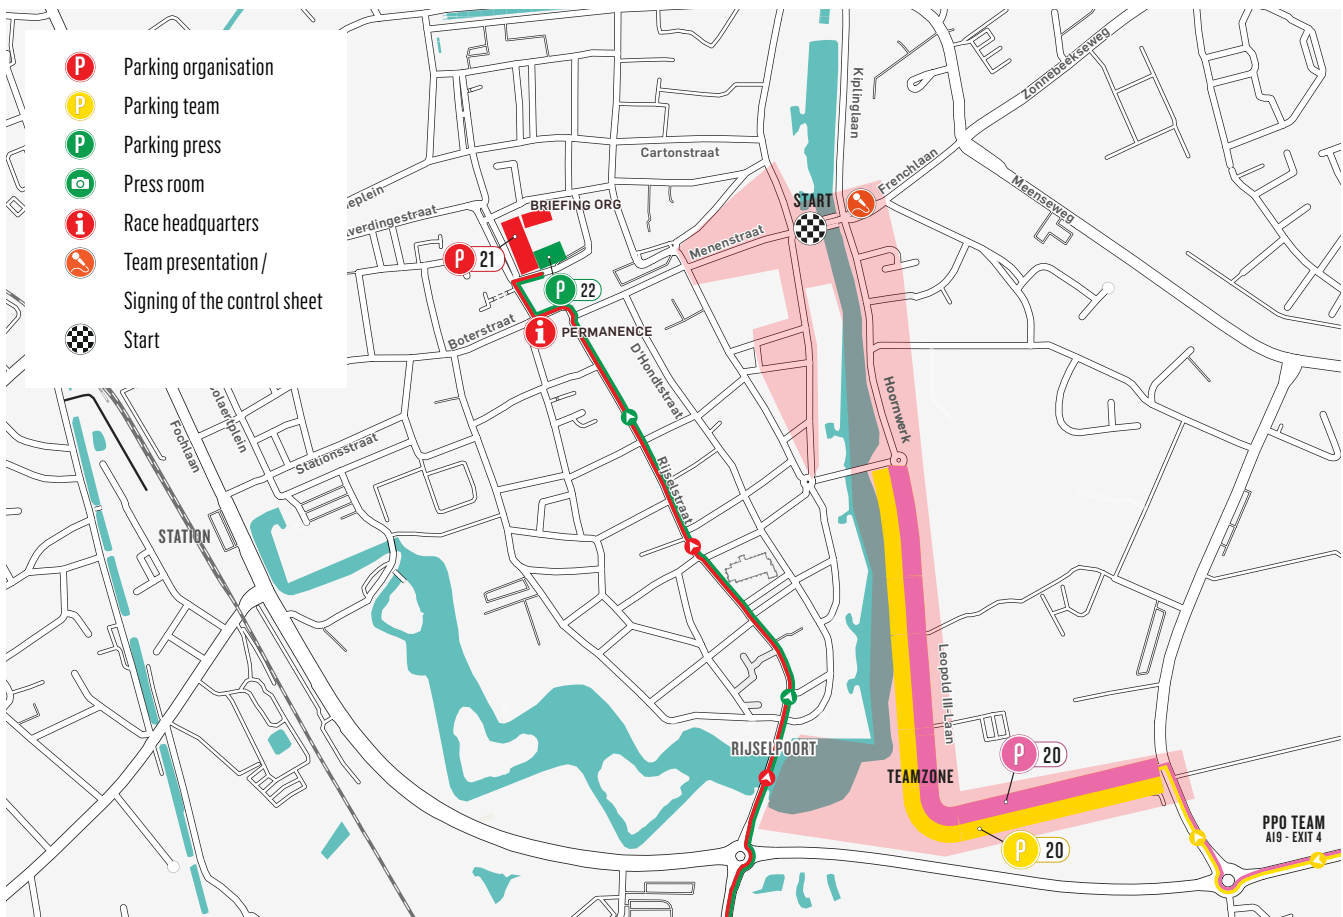 P Parking organisation
P Parking team
P Parking press
Press room
i Race headquarters
Team presentation /
Signing of the control sheet
Start
Kiplinglaan
Zonnebeekseweg
Cartonstraat
Frenchlaan
Meenseweg
START
BRIEFING ORG
Menenstraat
P 21
P 22
Boterstraat
i PERMANENCE
D'Hondtstraat
Hoornwerk
Fochlaan
Stationsstraat
Rijselstraat
STATION
Leopold III-Laan
RIJSELPOORT
TEAMZONE
P 20
P 20
PPO TEAM
A19 - EXIT 4